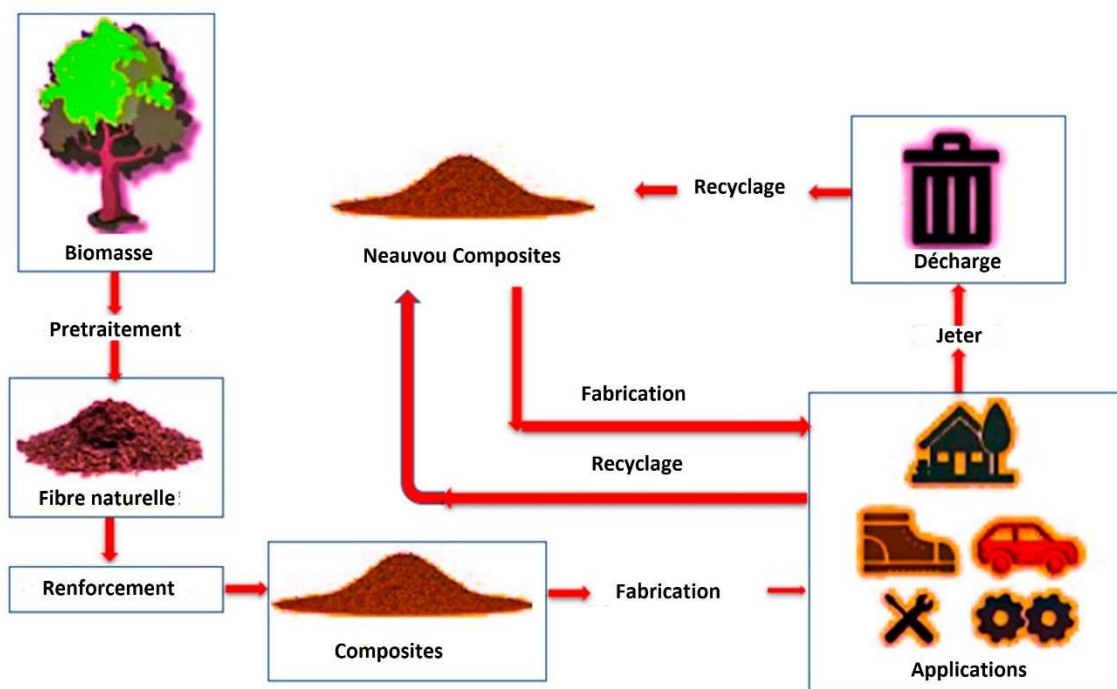 Biomasse
Pretraitement
Fibre naturelle
Renforcement
Composites
Fabrication
Applications
Jeter
Décharge
Recyclage
Neauvou Composites
Fabrication
Recyclage